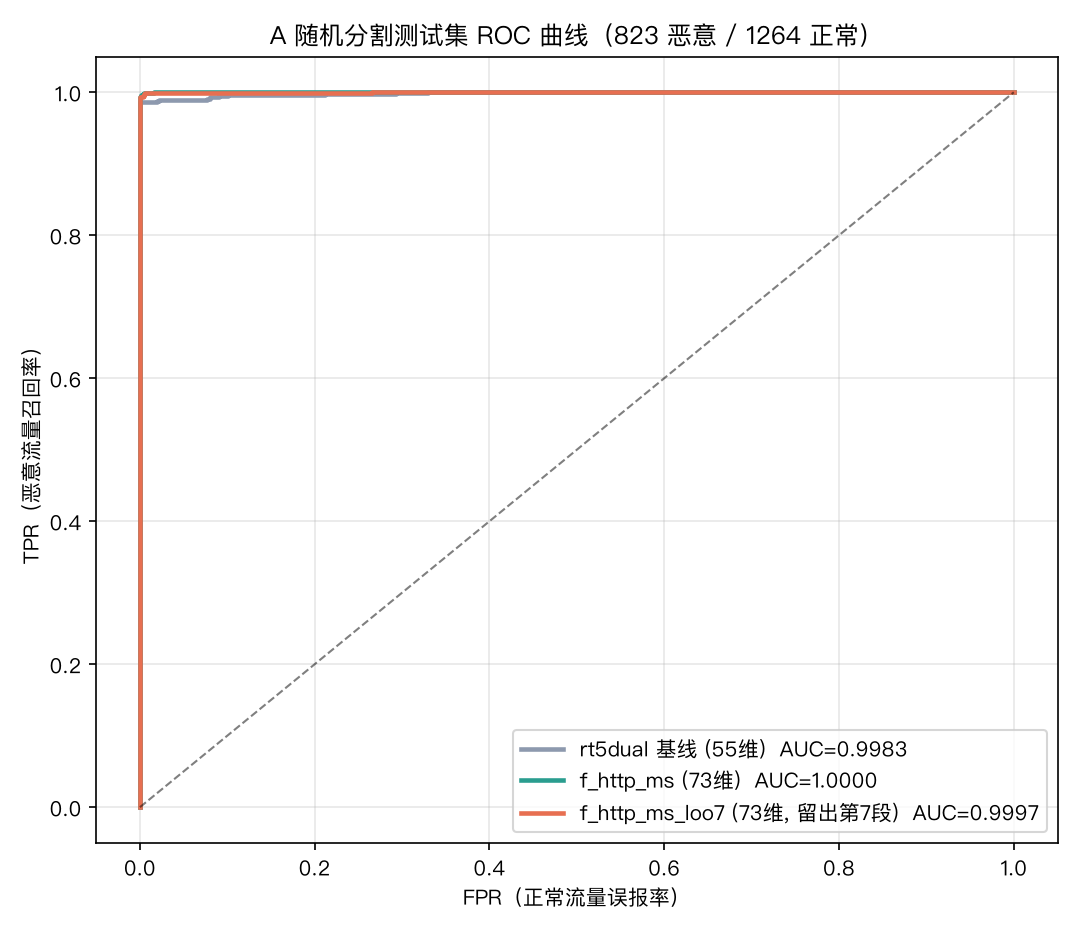 A 随机分割测试集 ROC 曲线（823 恶意 / 1264 正常）
TPR（恶意流量召回率）
1.0
0.8
0.6
0.4
0.2
0.0
rt5dual 基线 (55维）AUC=0.9983
f_http_ms (73维）AUC=1.0000
f_http_ms_loo7 (73维, 留出第7段）AUC=0.9997
0.0 0.2 0.4 0.6 0.8 1.0
FPR（正常流量误报率）